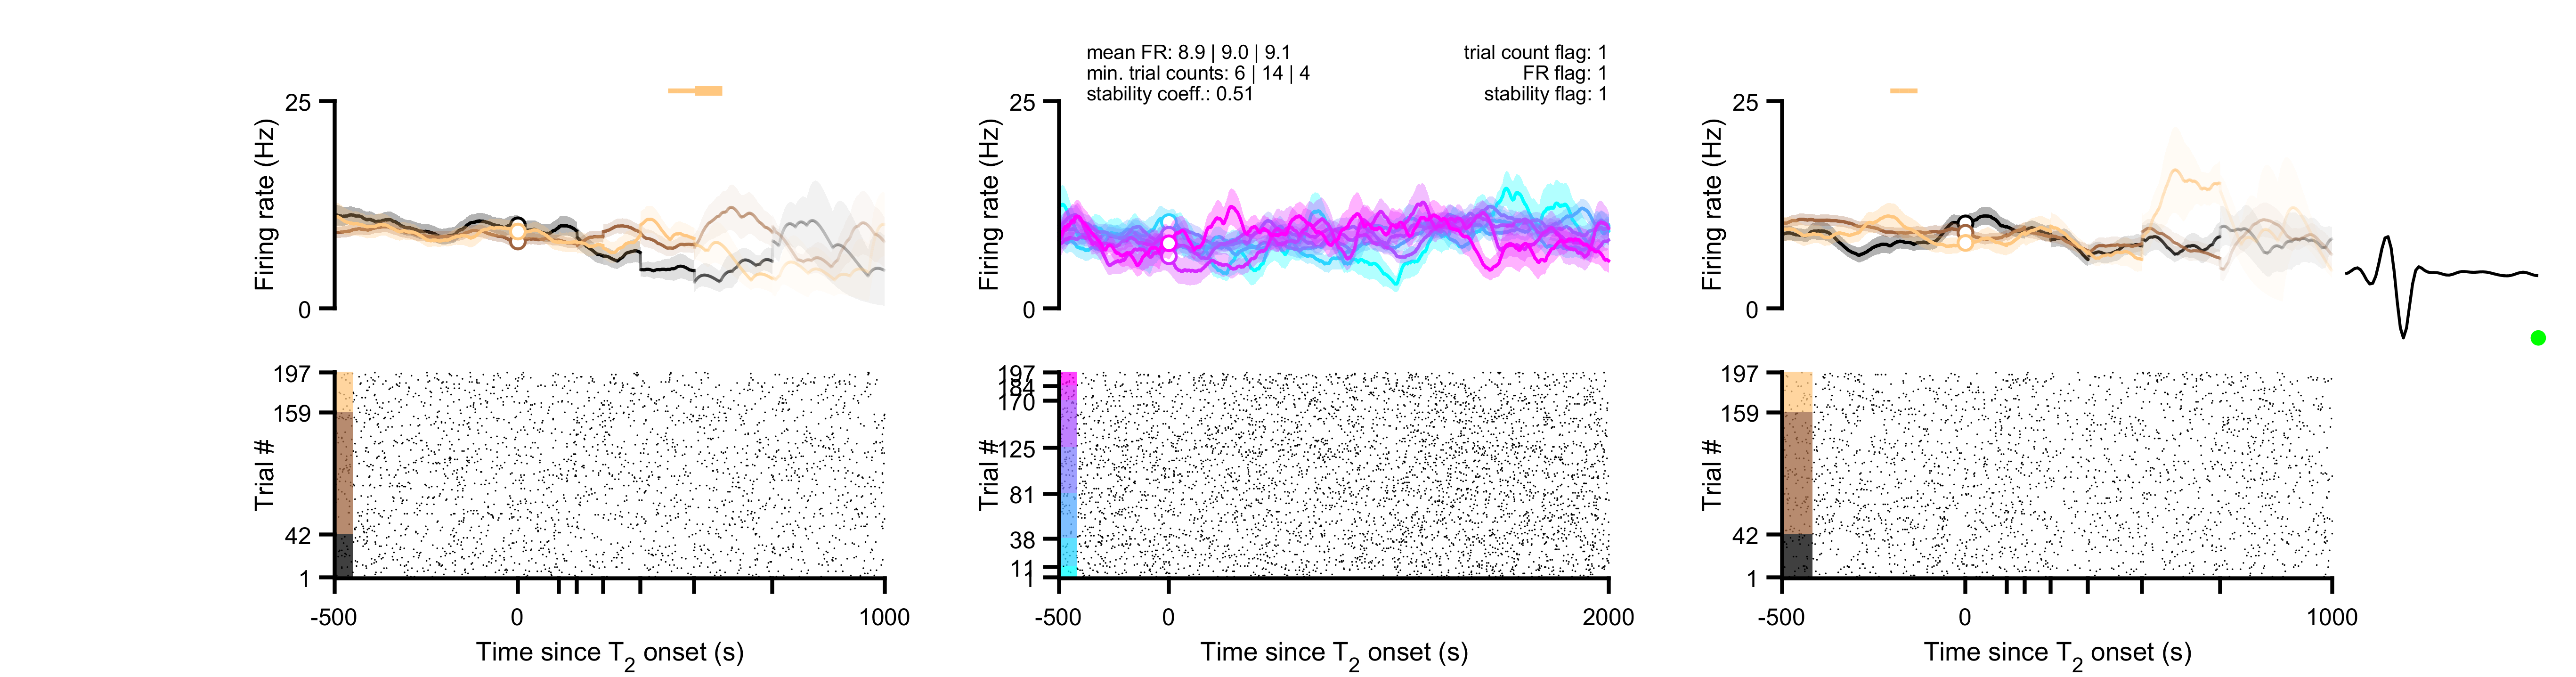 mean FR: 8.9 | 9.0 | 9.1
min. trial counts: 6 | 14 | 4
stability coeff.: 0.51
trial count flag: 1
FR flag: 1
stability flag: 1
25
Firing rate (Hz)
0
197
159
Trial #
42
1
-500
0
1000
Time since T2 onset (s)
25
Firing rate (Hz)
0
197
184
170
125
Trial #
81
38
11
1
-500
0
2000
Time since T2 onset (s)
25
Firing rate (Hz)
0
197
159
Trial #
42
1
-500
0
1000
Time since T2 onset (s)